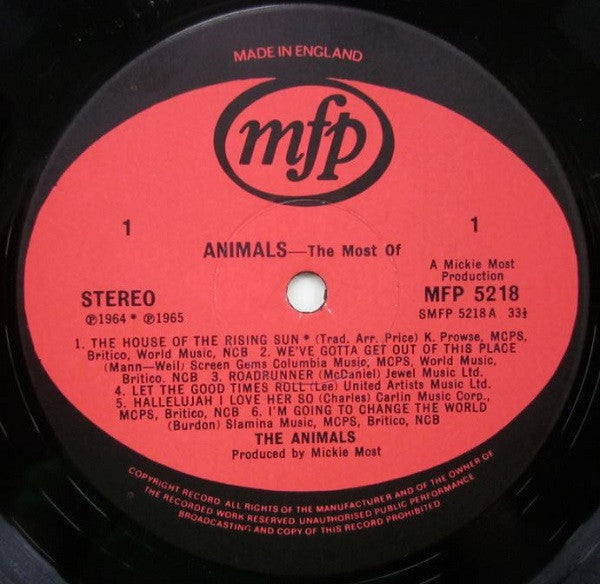 MADE IN ENGLAND
mfp
1
1
ANIMALS—The Most Of
A Mickie Most
Production
STEREO
MFP 5218
℗1964* ℗1965
SMFP 5218A 33⅓
1. THE HOUSE OF THE RISING SUN * (Trad. Arr. Price) K. Prowse, MCPS,
Britico, World Music, NCB 2. WE'VE GOTTA GET OUT OF THIS PLACE
(Mann—Weil) Screen Gems Columbia Music, MCPS, World Music,
Britico. NCB 3. ROADRUNNER (McDaniel) Jewel Music Ltd.
4. LET THE GOOD TIMES ROLL Lee) United Artists Music Ltd.
5. HALLELUJAH I LOVE HER SO (Charles) Carlin Music Corp.,
MCPS, Britico, NCB 6. I'M GOING TO CHANGE THE WORLD
(Burdon) Slamina Music, MCPS, Britico, NCB
THE ANIMALS
Produced by Mickie Most
COPYRIGHT RECORD. ALL RIGHTS OF THE MANUFACTURER AND OF THE OWNER OF
THE RECORDED WORK RESERVED. UNAUTHORISED PUBLIC PERFORMANCE
BROADCASTING AND COPY OF THIS RECORD PROHIBITED